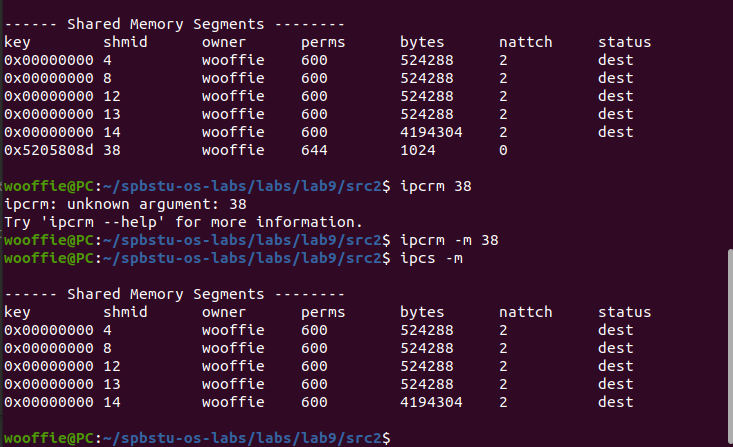 ------ Shared Memory Segments --------
key        shmid      owner      perms      bytes      nattch     status
0x00000000 4          wooffie    600        524288     2          dest
0x00000000 8          wooffie    600        524288     2          dest
0x00000000 12         wooffie    600        524288     2          dest
0x00000000 13         wooffie    600        524288     2          dest
0x00000000 14         wooffie    600        4194304    2          dest
0x5205808d 38         wooffie    644        1024       0
wooffie@PC:~/spbstu-os-labs/labs/lab9/src2$ ipcrm 38
ipcrm: unknown argument: 38
Try 'ipcrm --help' for more information.
wooffie@PC:~/spbstu-os-labs/labs/lab9/src2$ ipcrm -m 38
wooffie@PC:~/spbstu-os-labs/labs/lab9/src2$ ipcs -m
------ Shared Memory Segments --------
key        shmid      owner      perms      bytes      nattch     status
0x00000000 4          wooffie    600        524288     2          dest
0x00000000 8          wooffie    600        524288     2          dest
0x00000000 12         wooffie    600        524288     2          dest
0x00000000 13         wooffie    600        524288     2          dest
0x00000000 14         wooffie    600        4194304    2          dest
wooffie@PC:~/spbstu-os-labs/labs/lab9/src2$